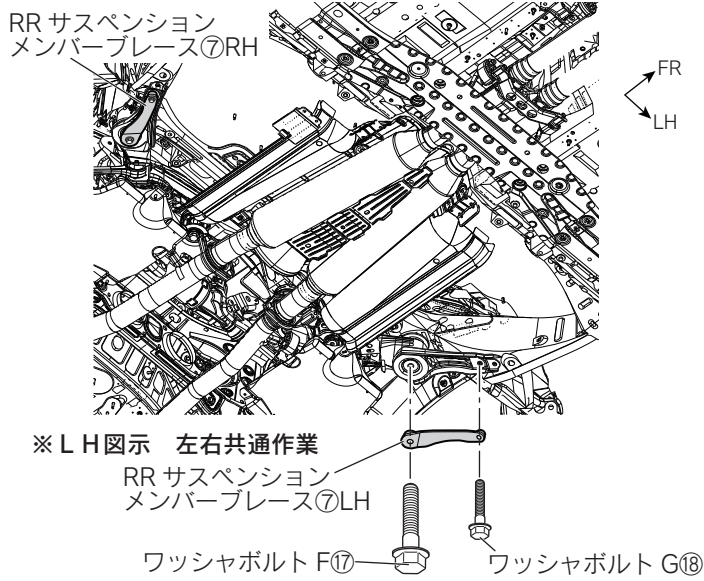 RR サスペンション
メンバーブレース⑦RH
FR
LH
※ＬＨ図示　左右共通作業
RR サスペンション
メンバーブレース⑦LH
ワッシャボルト F⑰
ワッシャボルト G⑱